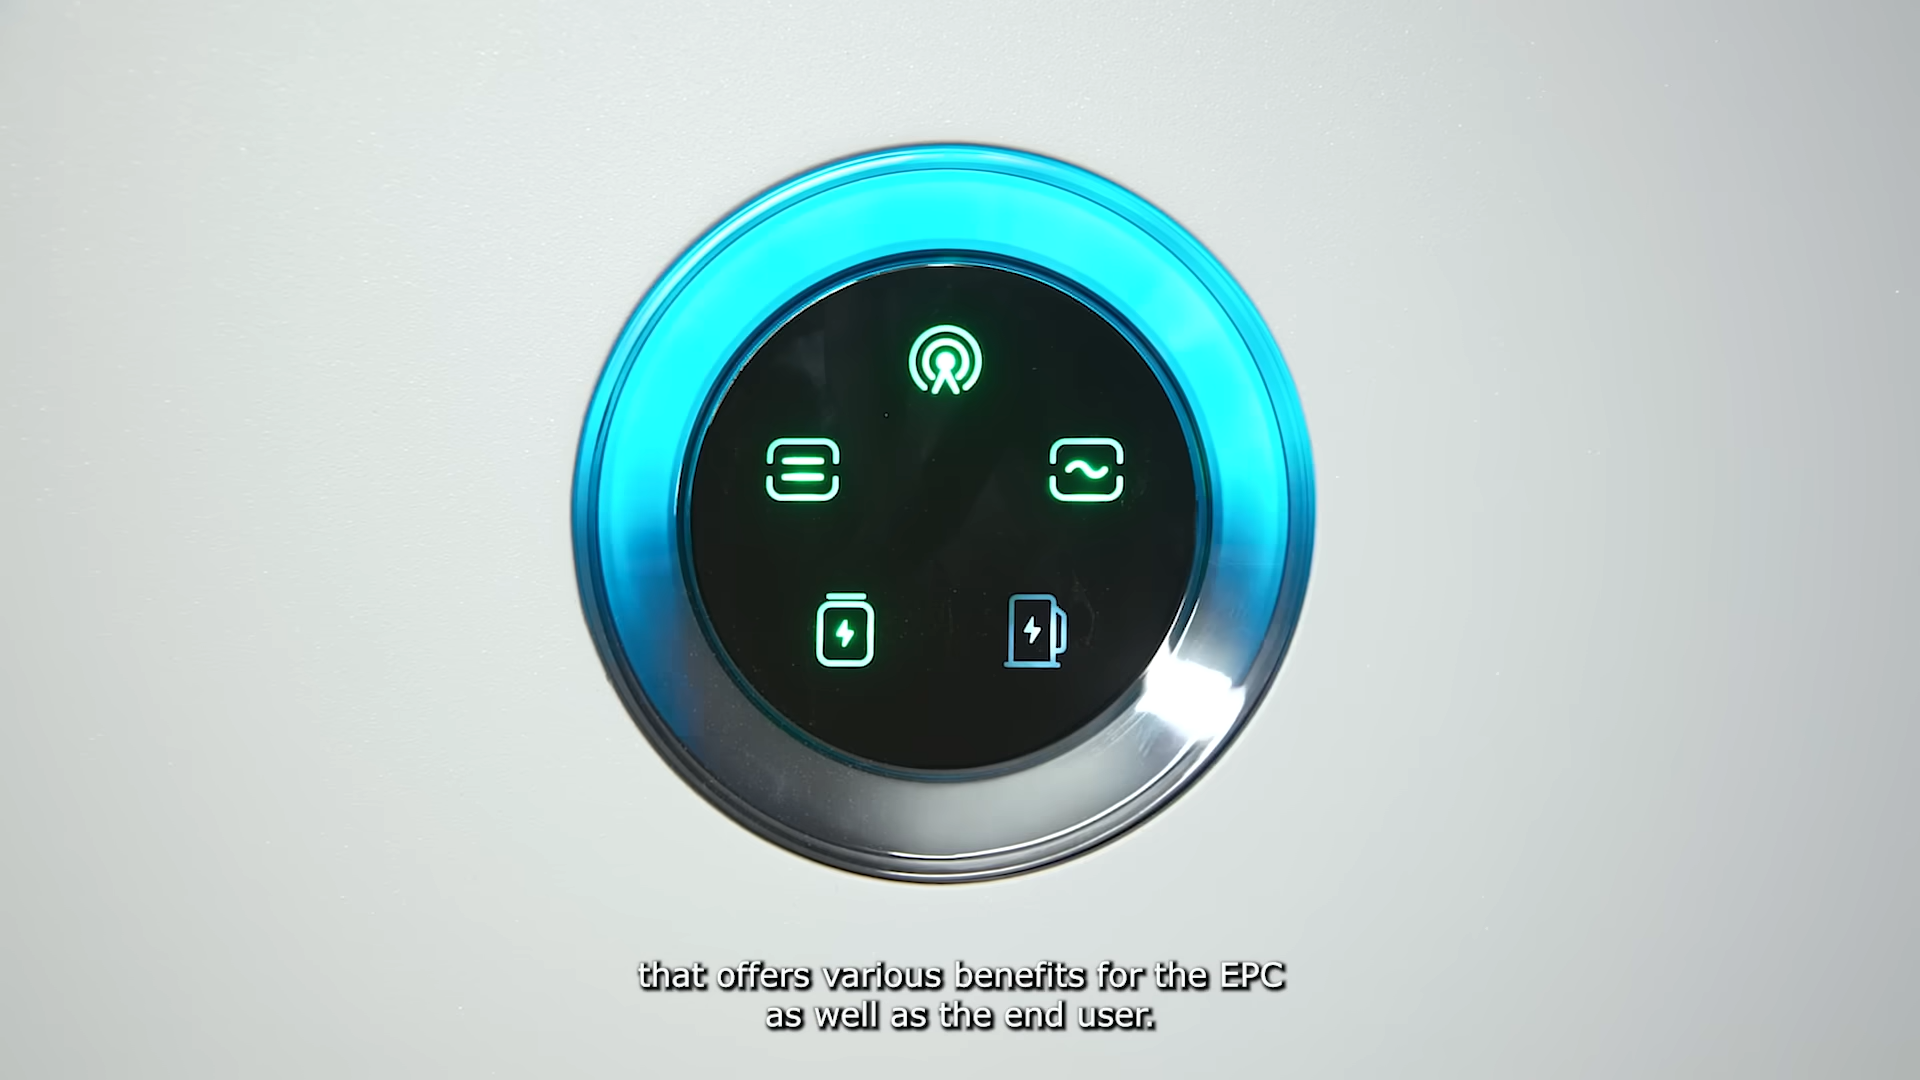 that offers various benefits for the EPC
as well as the end user.